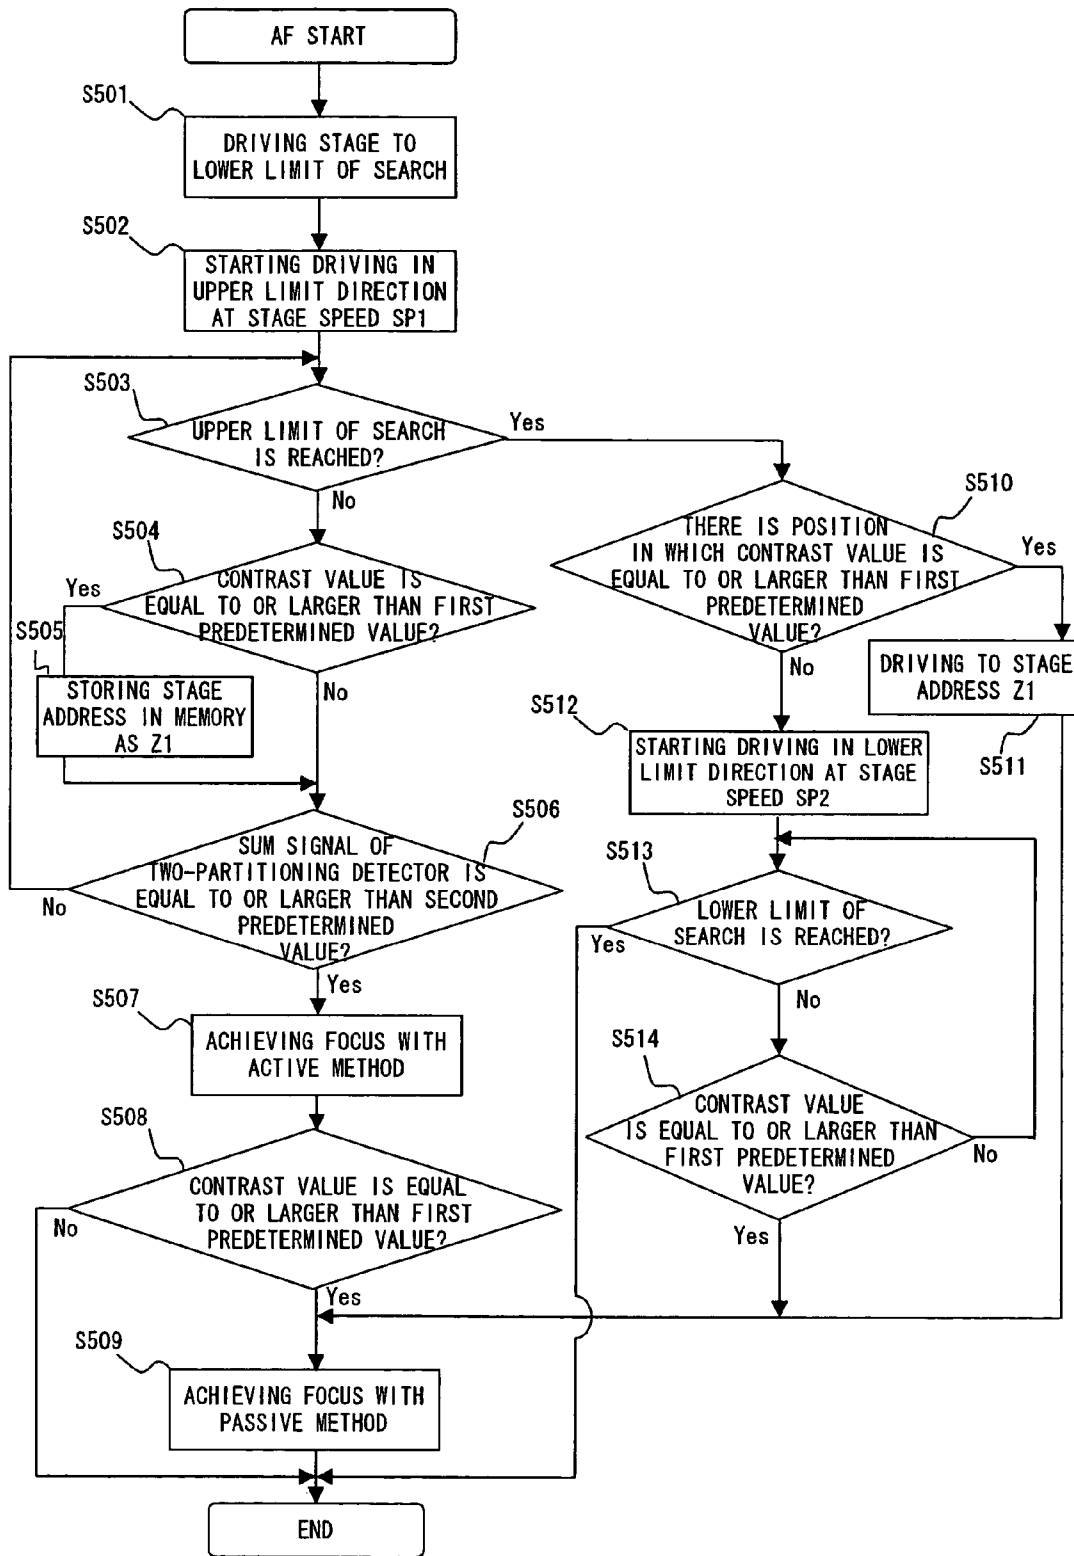 AF START
S501
DRIVING STAGE TO
LOWER LIMIT OF SEARCH
S502
STARTING DRIVING IN
UPPER LIMIT DIRECTION
AT STAGE SPEED SP1
S503
UPPER LIMIT OF SEARCH
IS REACHED?
Yes
No
S510
THERE IS POSITION
IN WHICH CONTRAST VALUE IS
EQUAL TO OR LARGER THAN FIRST
PREDETERMINED
VALUE?
Yes
No
S504
CONTRAST VALUE IS
EQUAL TO OR LARGER THAN FIRST
PREDETERMINED VALUE?
Yes
No
S505
STORING STAGE
ADDRESS IN MEMORY
AS Z1
DRIVING TO STAGE
ADDRESS Z1
S511
S512
STARTING DRIVING IN LOWER
LIMIT DIRECTION AT STAGE
SPEED SP2
S506
SUM SIGNAL OF
TWO-PARTITIONING DETECTOR IS
EQUAL TO OR LARGER THAN SECOND
PREDETERMINED
VALUE?
No
Yes
S513
LOWER LIMIT OF
SEARCH IS REACHED?
Yes
No
S507
ACHIEVING FOCUS WITH
ACTIVE METHOD
S514
CONTRAST VALUE
IS EQUAL TO OR LARGER THAN
FIRST PREDETERMINED
VALUE?
No
Yes
S508
CONTRAST VALUE IS EQUAL
TO OR LARGER THAN FIRST
PREDETERMINED VALUE?
No
Yes
S509
ACHIEVING FOCUS WITH
PASSIVE METHOD
END